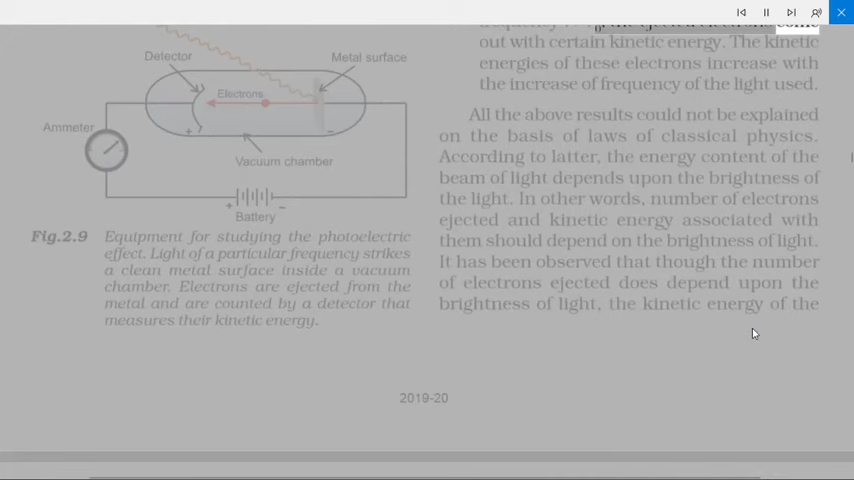 Detector
Metal surface
Electrons
Ammeter
+
–
Vacuum chamber
+
–
Battery
Fig.2.9 Equipment for studying the photoelectric
effect. Light of a particular frequency strikes
a clean metal surface inside a vacuum
chamber. Electrons are ejected from the
metal and are counted by a detector that
measures their kinetic energy.
the ejected electrons come
out with certain kinetic energy. The kinetic
energies of these electrons increase with
the increase of frequency of the light used.
All the above results could not be explained
on the basis of laws of classical physics.
According to latter, the energy content of the
beam of light depends upon the brightness of
the light. In other words, number of electrons
ejected and kinetic energy associated with
them should depend on the brightness of light.
It has been observed that though the number
of electrons ejected does depend upon the
brightness of light, the kinetic energy of the
2019-20